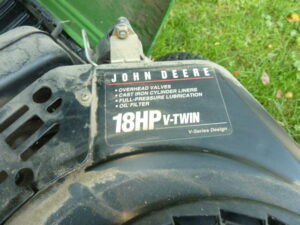 JOHN DEERE
• OVERHEAD VALVES
• CAST IRON CYLINDER LINERS
• FULL-PRESSURE LUBRICATION
• OIL FILTER
18HP V-TWIN
V-Series Design